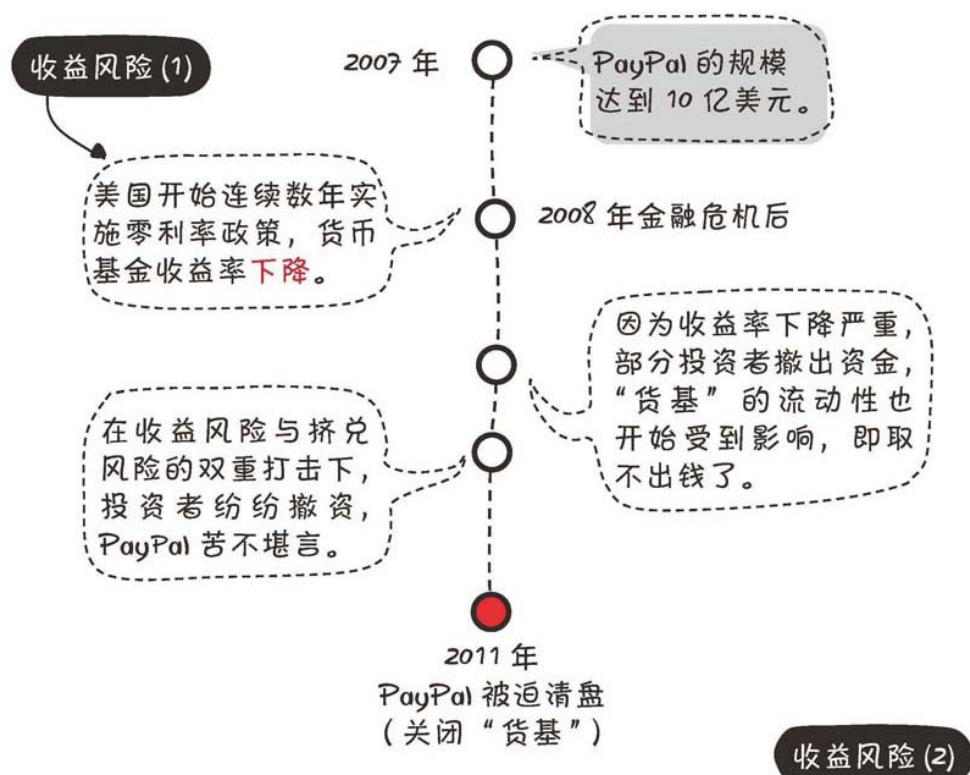 收益风险(1)
2007 年
PayPal 的规模
达到 10 亿美元。
美国开始连续数年实
施零利率政策，货币
基金收益率下降。
2008 年金融危机后
因为收益率下降严重，
部分投资者撤出资金，
“货基”的流动性也
开始受到影响，即取
不出钱了。
在收益风险与挤兑
风险的双重打击下，
投资者纷纷撤资，
PayPal 苦不堪言。
2011 年
PayPal 被迫清盘
（关闭“货基”）
收益风险(2)